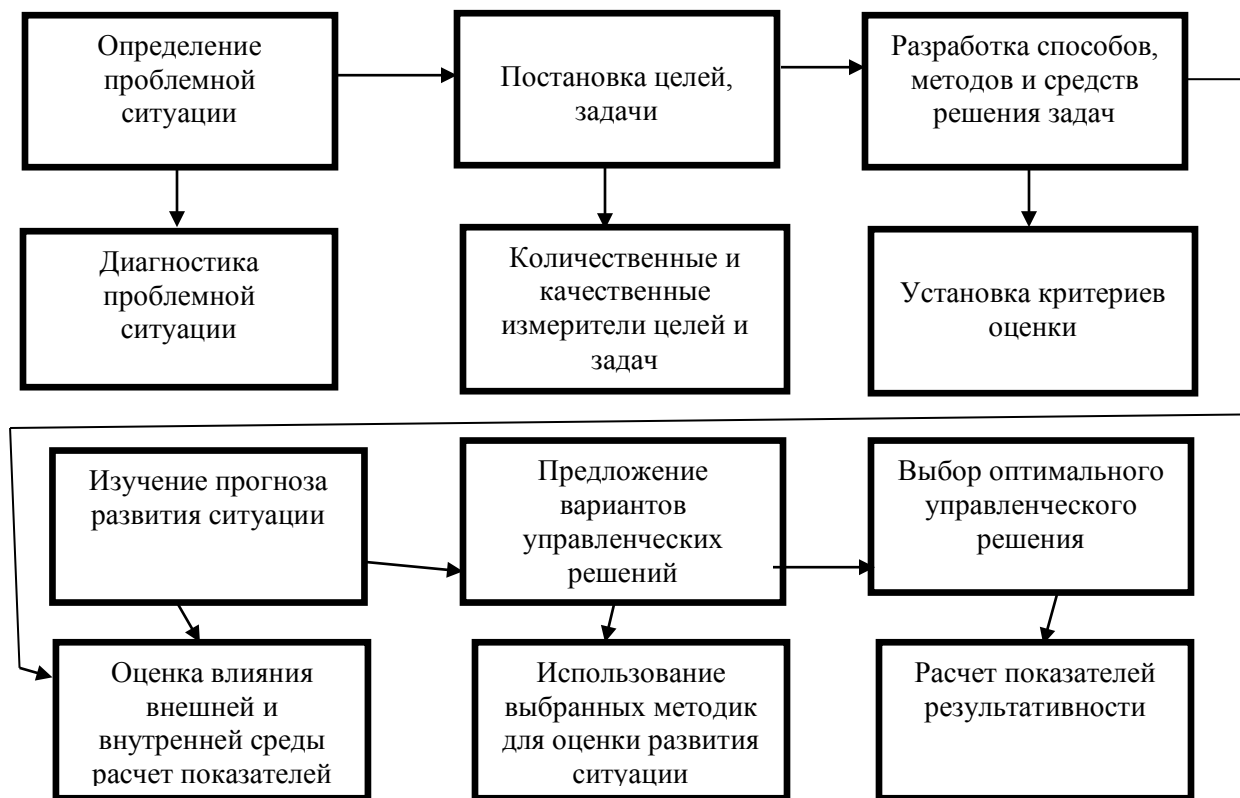 Определение
проблемной
ситуации
Постановка целей,
задачи
Разработка способов,
методов и средств
решения задач
Диагностика
проблемной
ситуации
Количественные и
качественные
измерители целей и
задач
Установка критериев
оценки
Изучение прогноза
развития ситуации
Предложение
вариантов
управленческих
решений
Выбор оптимального
управленческого
решения
Оценка влияния
внешней и
внутренней среды
расчет показателей
Использование
выбранных методик
для оценки развития
ситуации
Расчет показателей
результативности